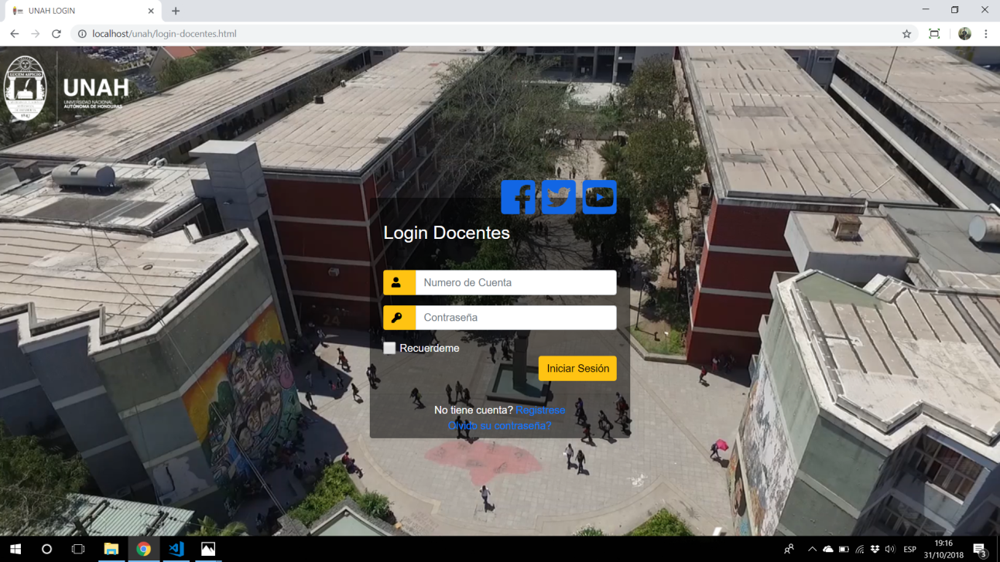 UNAH LOGIN
localhost/unah/login-docentes.html
LUCEM ASPICIO
UNAH
UNIVERSIDAD NACIONAL
AUTÓNOMA DE HONDURAS
Login Docentes
Numero de Cuenta
Contraseña
Recuerdeme
Iniciar Sesión
No tiene cuenta? Registrese
Olvido su contraseña?
24
ESP
19:16
31/10/2018
3